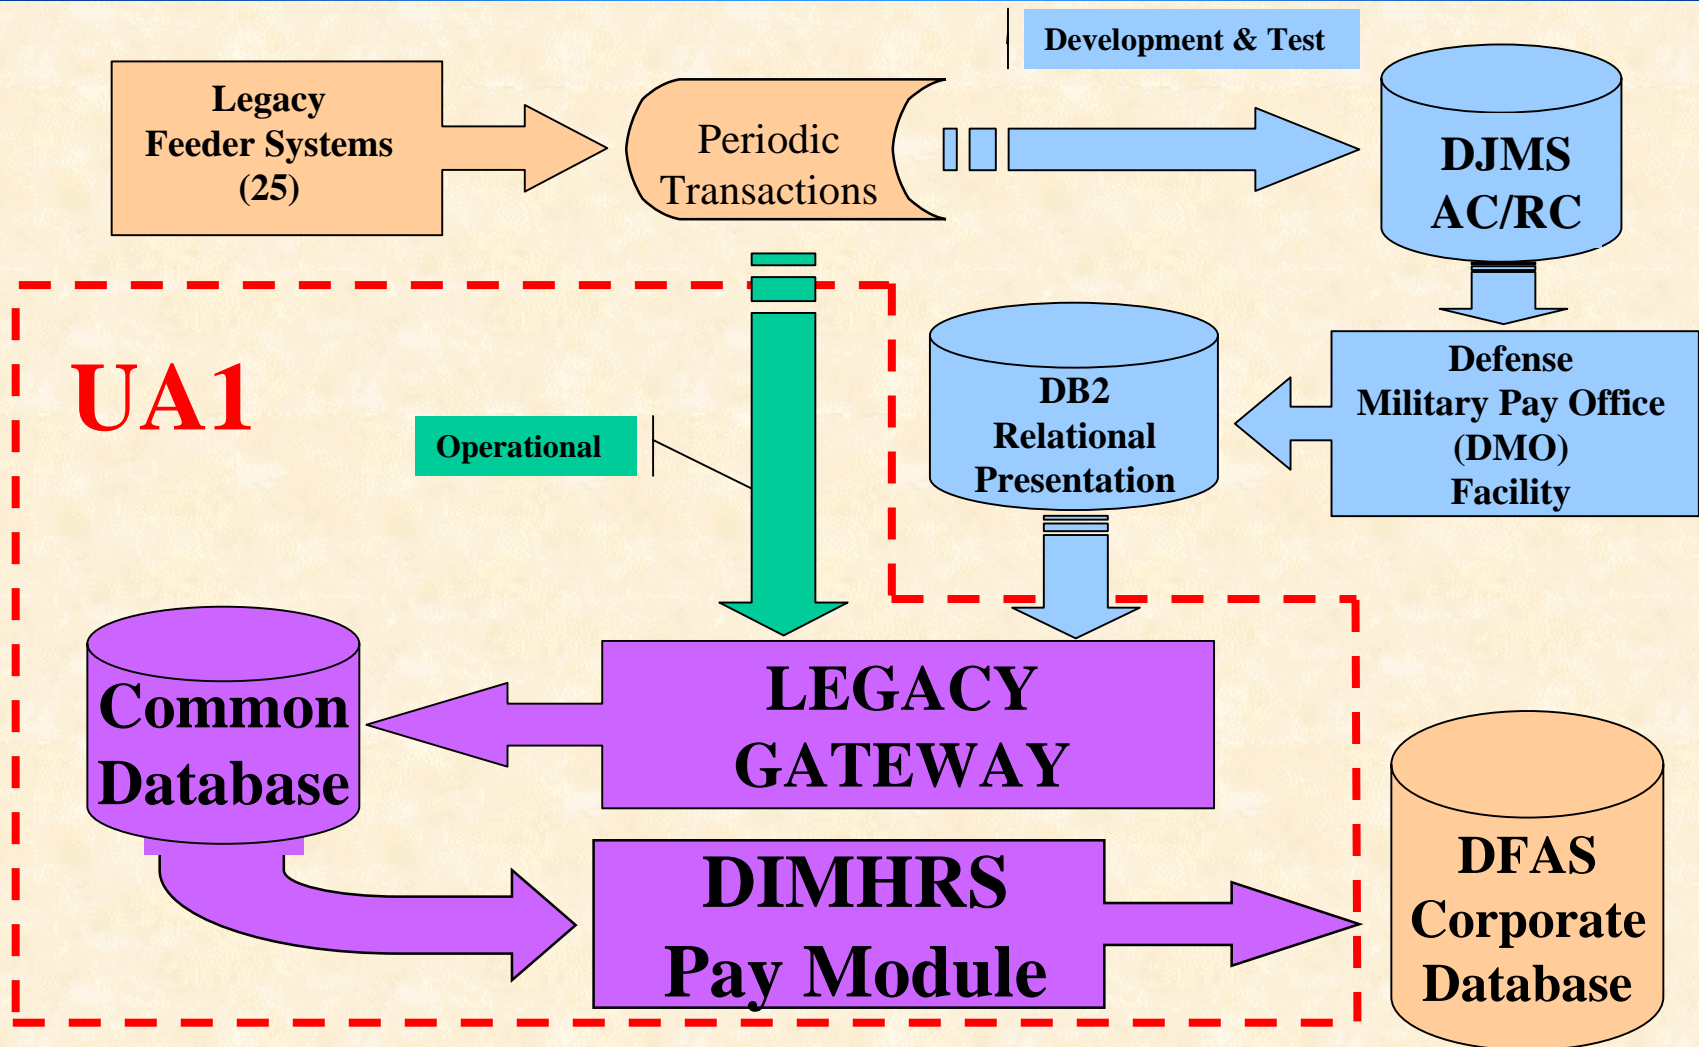 Development & Test
Legacy
Feeder Systems
(25)
Periodic
Transactions
DJMS
AC/RC
UA1
Operational
DB2
Relational
Presentation
Defense
Military Pay Office
(DMO)
Facility
Common
Database
LEGACY
GATEWAY
DIMHRS
Pay Module
DFAS
Corporate
Database